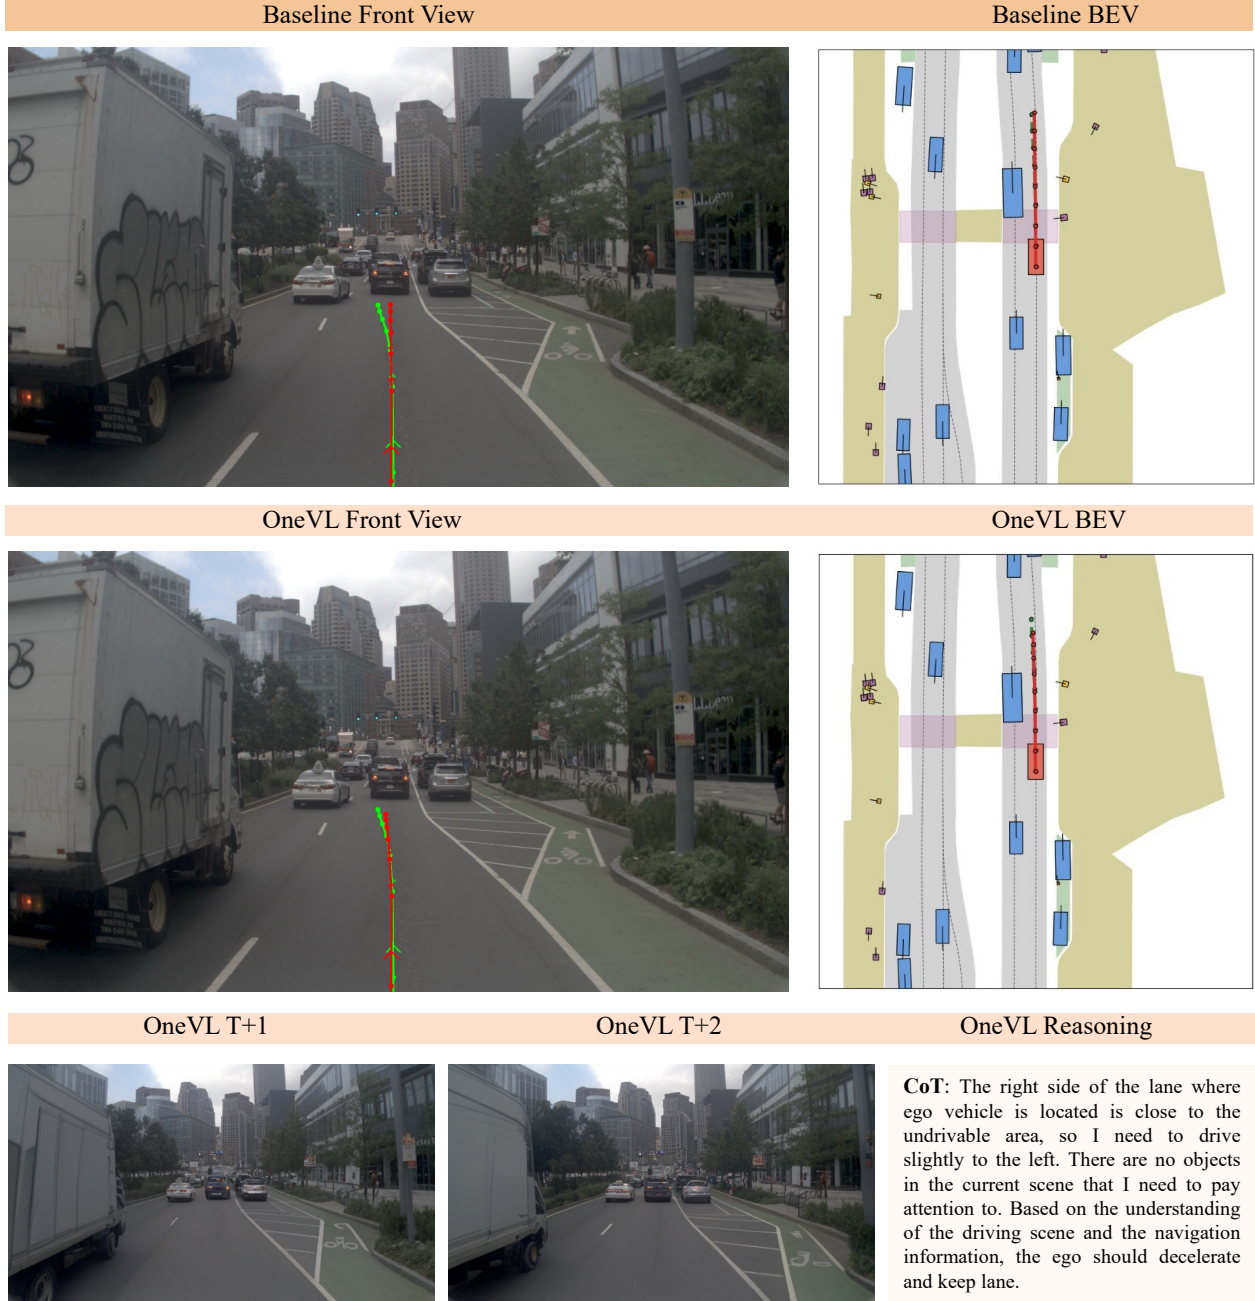 Baseline Front View
Baseline BEV
OneVL Front View
OneVL BEV
OneVL T+1
OneVL T+2
OneVL Reasoning
CoT: The right side of the lane where
ego vehicle is located is close to the
undrivable area, so I need to drive
slightly to the left. There are no objects
in the current scene that I need to pay
attention to. Based on the understanding
of the driving scene and the navigation
information, the ego should decelerate
and keep lane.